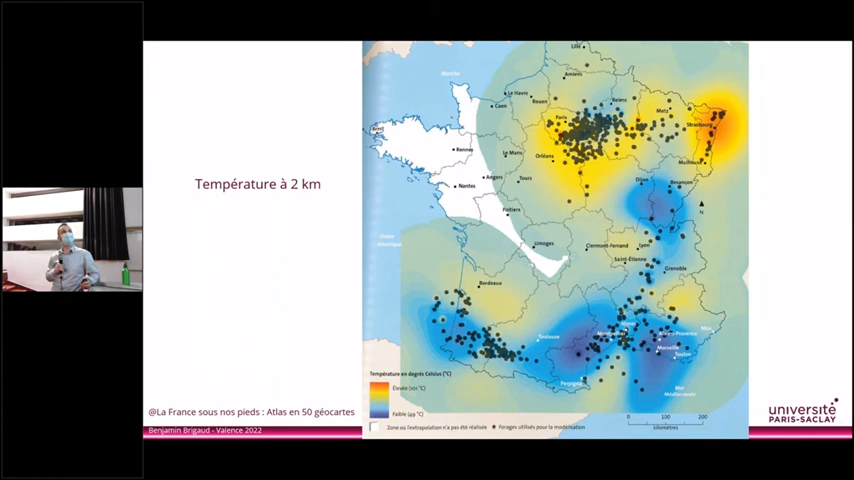 Température à 2 km
@La France sous nos pieds : Atlas en 50 géocartes
Benjamin Brigaud - Valence 2022
Lille
Amiens
Manche
Le Havre
Rouen
Reims
Caen
Paris
Metz
Strasbourg
Brest
Rennes
Le Mans
Orléans
Mulhouse
Angers
Tours
Nantes
Dijon
Besançon
Poitiers
N
Océan
Atlantique
Limoges
Clermont-Ferrand
Lyon
Saint-Étienne
Grenoble
Bordeaux
Toulouse
Montpellier
Nice
Marseille
Toulon
Perpignan
Mer
Méditerranée
Température en degrés Celsius (°C)
Élevée (101 °C)
Faible (49 °C)
Zone où l'extrapolation n'a pas été réalisée
Forages utilisés pour la modélisation
0 100 200
kilomètres
université
PARIS-SACLAY